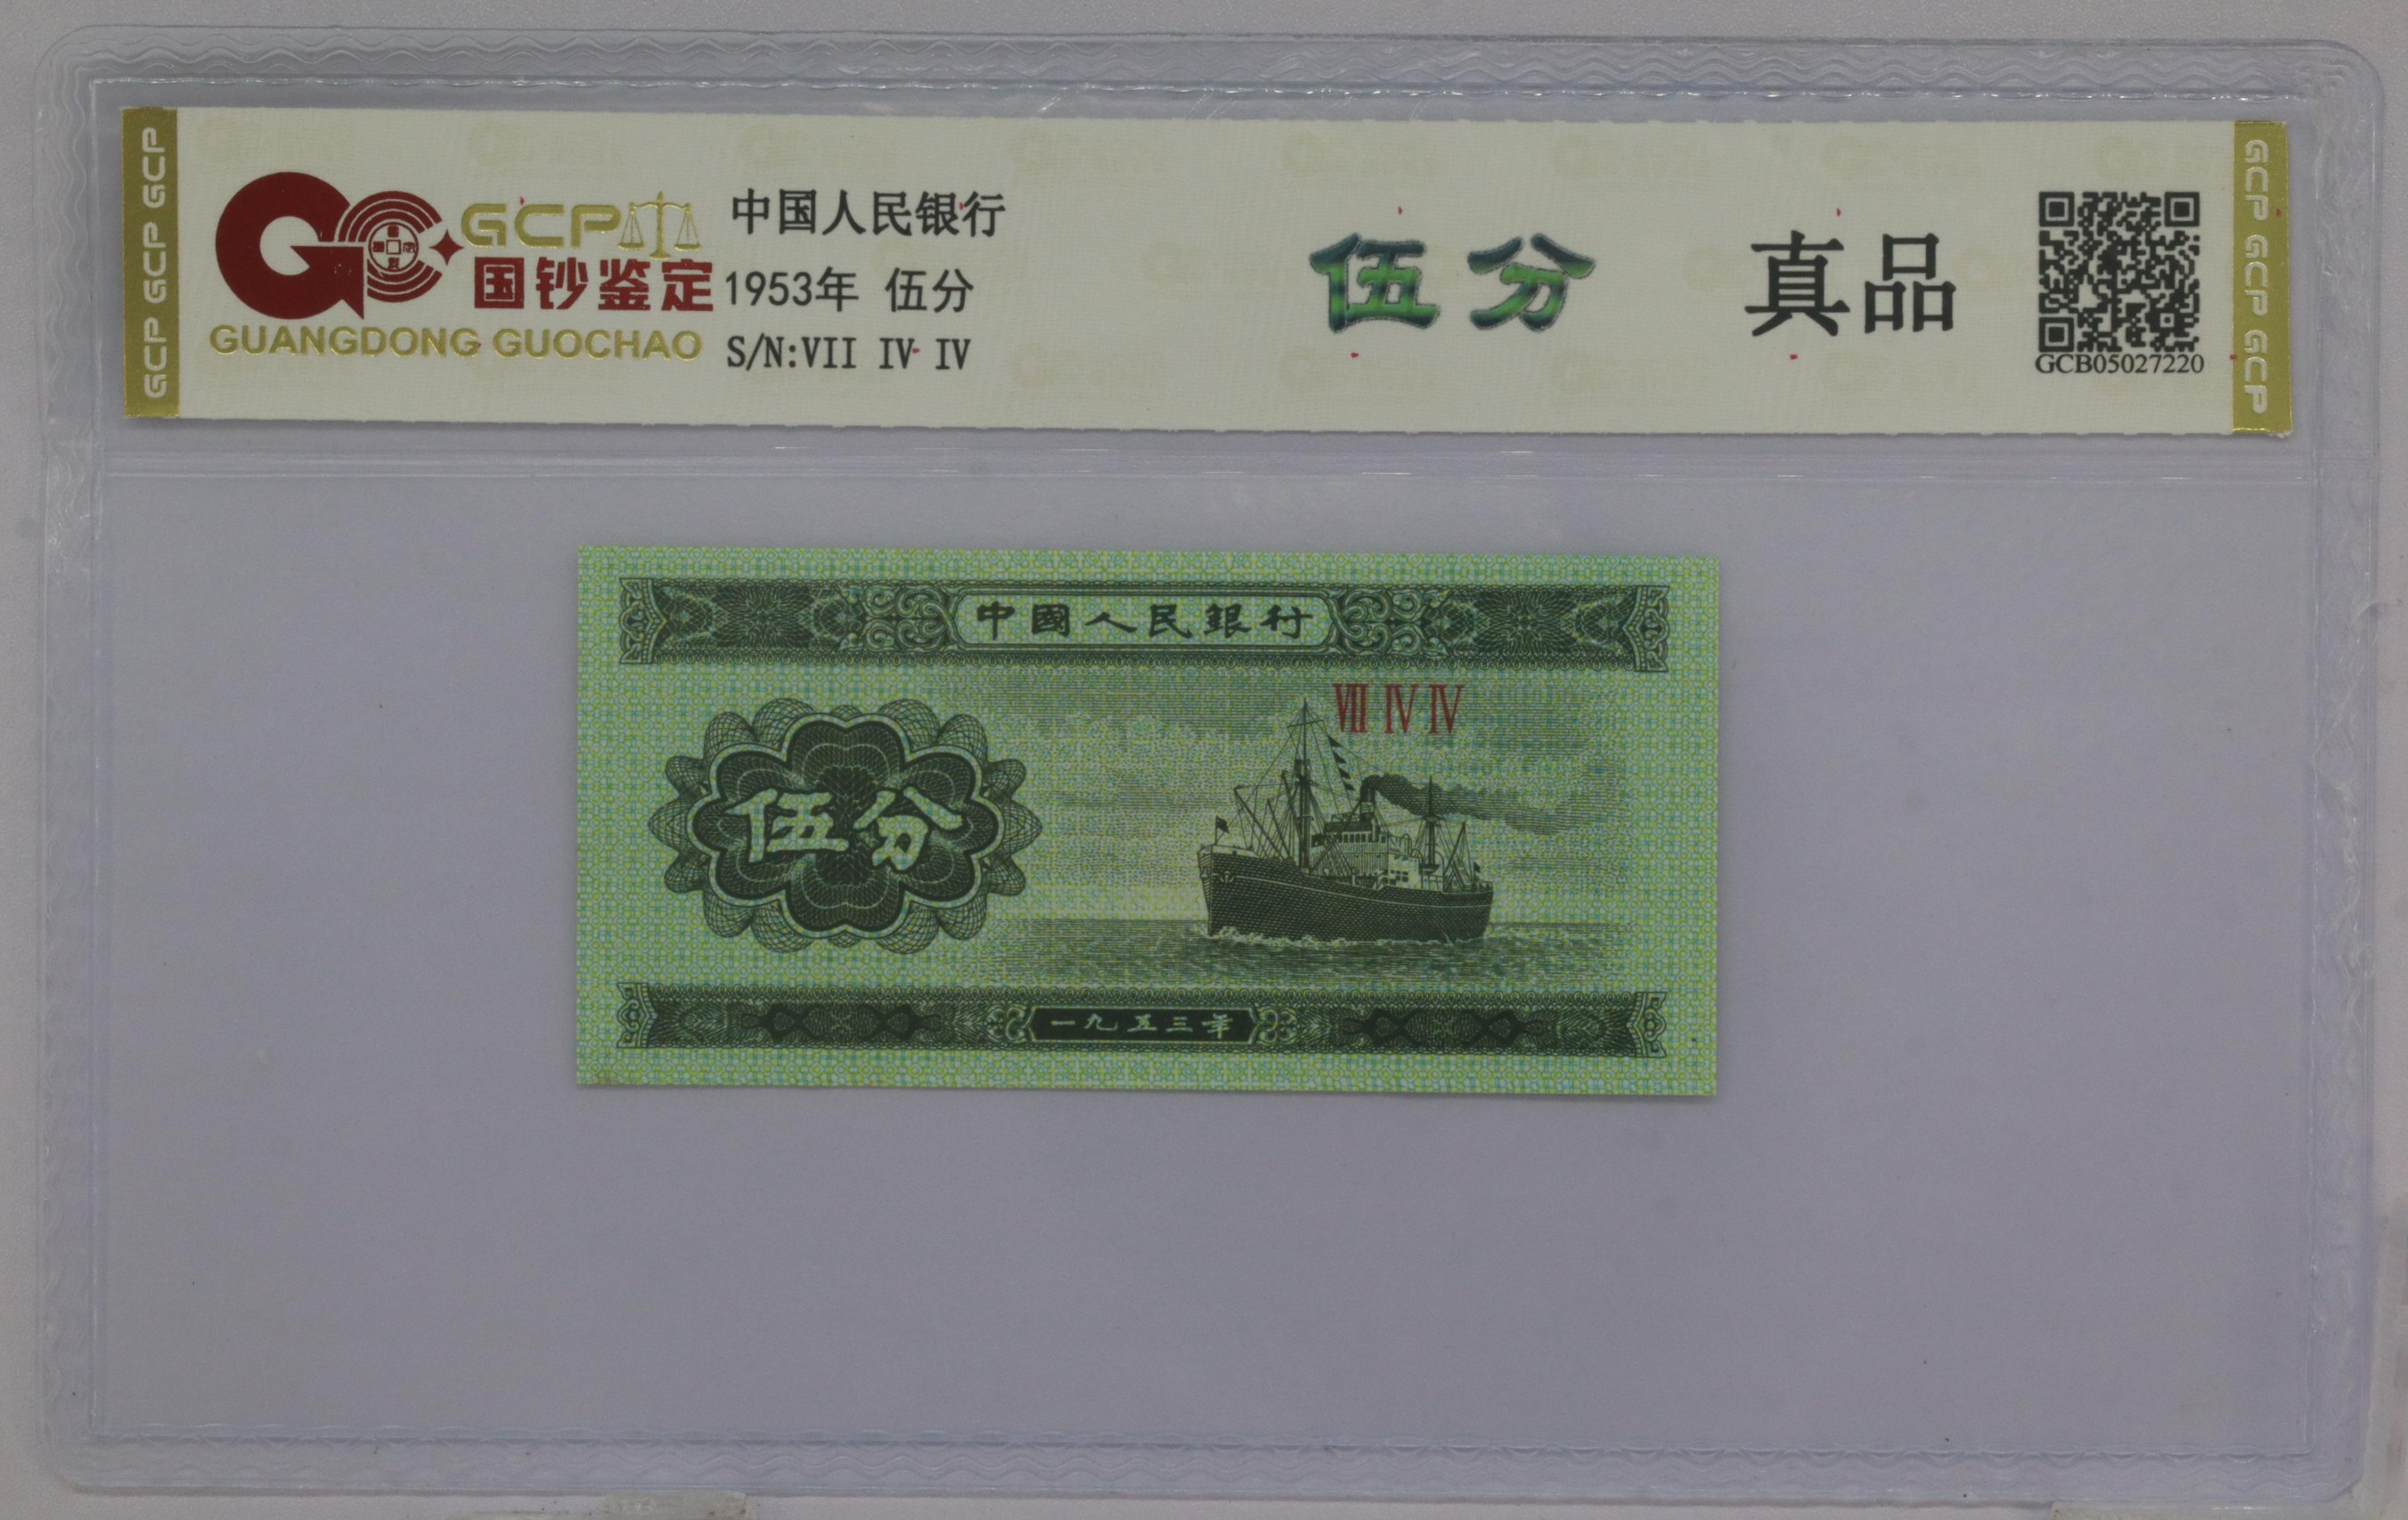 GCP GCP GCP
GCP
国钞鉴定
GUANGDONG GUOCHAO
中国人民银行
1953年 伍分
S/N:VII IV IV
伍分
真品
GCB05027220
GCP GCP GCP
中國人民銀行
VII IV IV
伍分
一九五三年